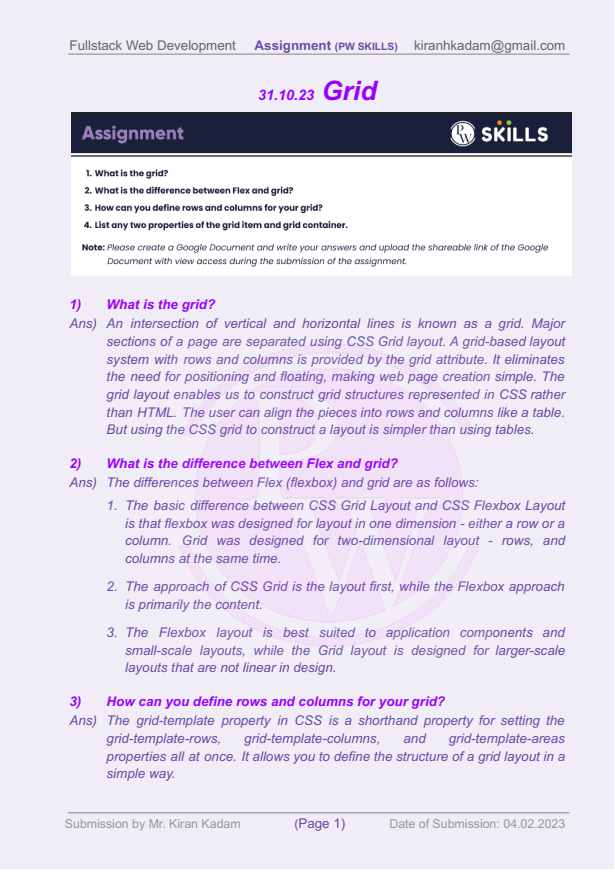 Fullstack Web Development Assignment (PW SKILLS) kiranhkadam@gmail.com
31.10.23 Grid
Assignment PW SKILLS
1. What is the grid?
2. What is the difference between Flex and grid?
3. How can you define rows and columns for your grid?
4. List any two properties of the grid item and grid container.
Note: Please create a Google Document and write your answers and upload the shareable link of the Google
Document with view access during the submission of the assignment.
1) What is the grid?
Ans) An intersection of vertical and horizontal lines is known as a grid. Major
sections of a page are separated using CSS Grid layout. A grid-based layout
system with rows and columns is provided by the grid attribute. It eliminates
the need for positioning and floating, making web page creation simple. The
grid layout enables us to construct grid structures represented in CSS rather
than HTML. The user can align the pieces into rows and columns like a table.
But using the CSS grid to construct a layout is simpler than using tables.
2) What is the difference between Flex and grid?
Ans) The differences between Flex (flexbox) and grid are as follows:
1. The basic difference between CSS Grid Layout and CSS Flexbox Layout
is that flexbox was designed for layout in one dimension - either a row or a
column. Grid was designed for two-dimensional layout - rows, and
columns at the same time.
2. The approach of CSS Grid is the layout first, while the Flexbox approach
is primarily the content.
3. The Flexbox layout is best suited to application components and
small-scale layouts, while the Grid layout is designed for larger-scale
layouts that are not linear in design.
3) How can you define rows and columns for your grid?
Ans) The grid-template property in CSS is a shorthand property for setting the
grid-template-rows, grid-template-columns, and grid-template-areas
properties all at once. It allows you to define the structure of a grid layout in a
simple way.
Submission by Mr. Kiran Kadam (Page 1) Date of Submission: 04.02.2023